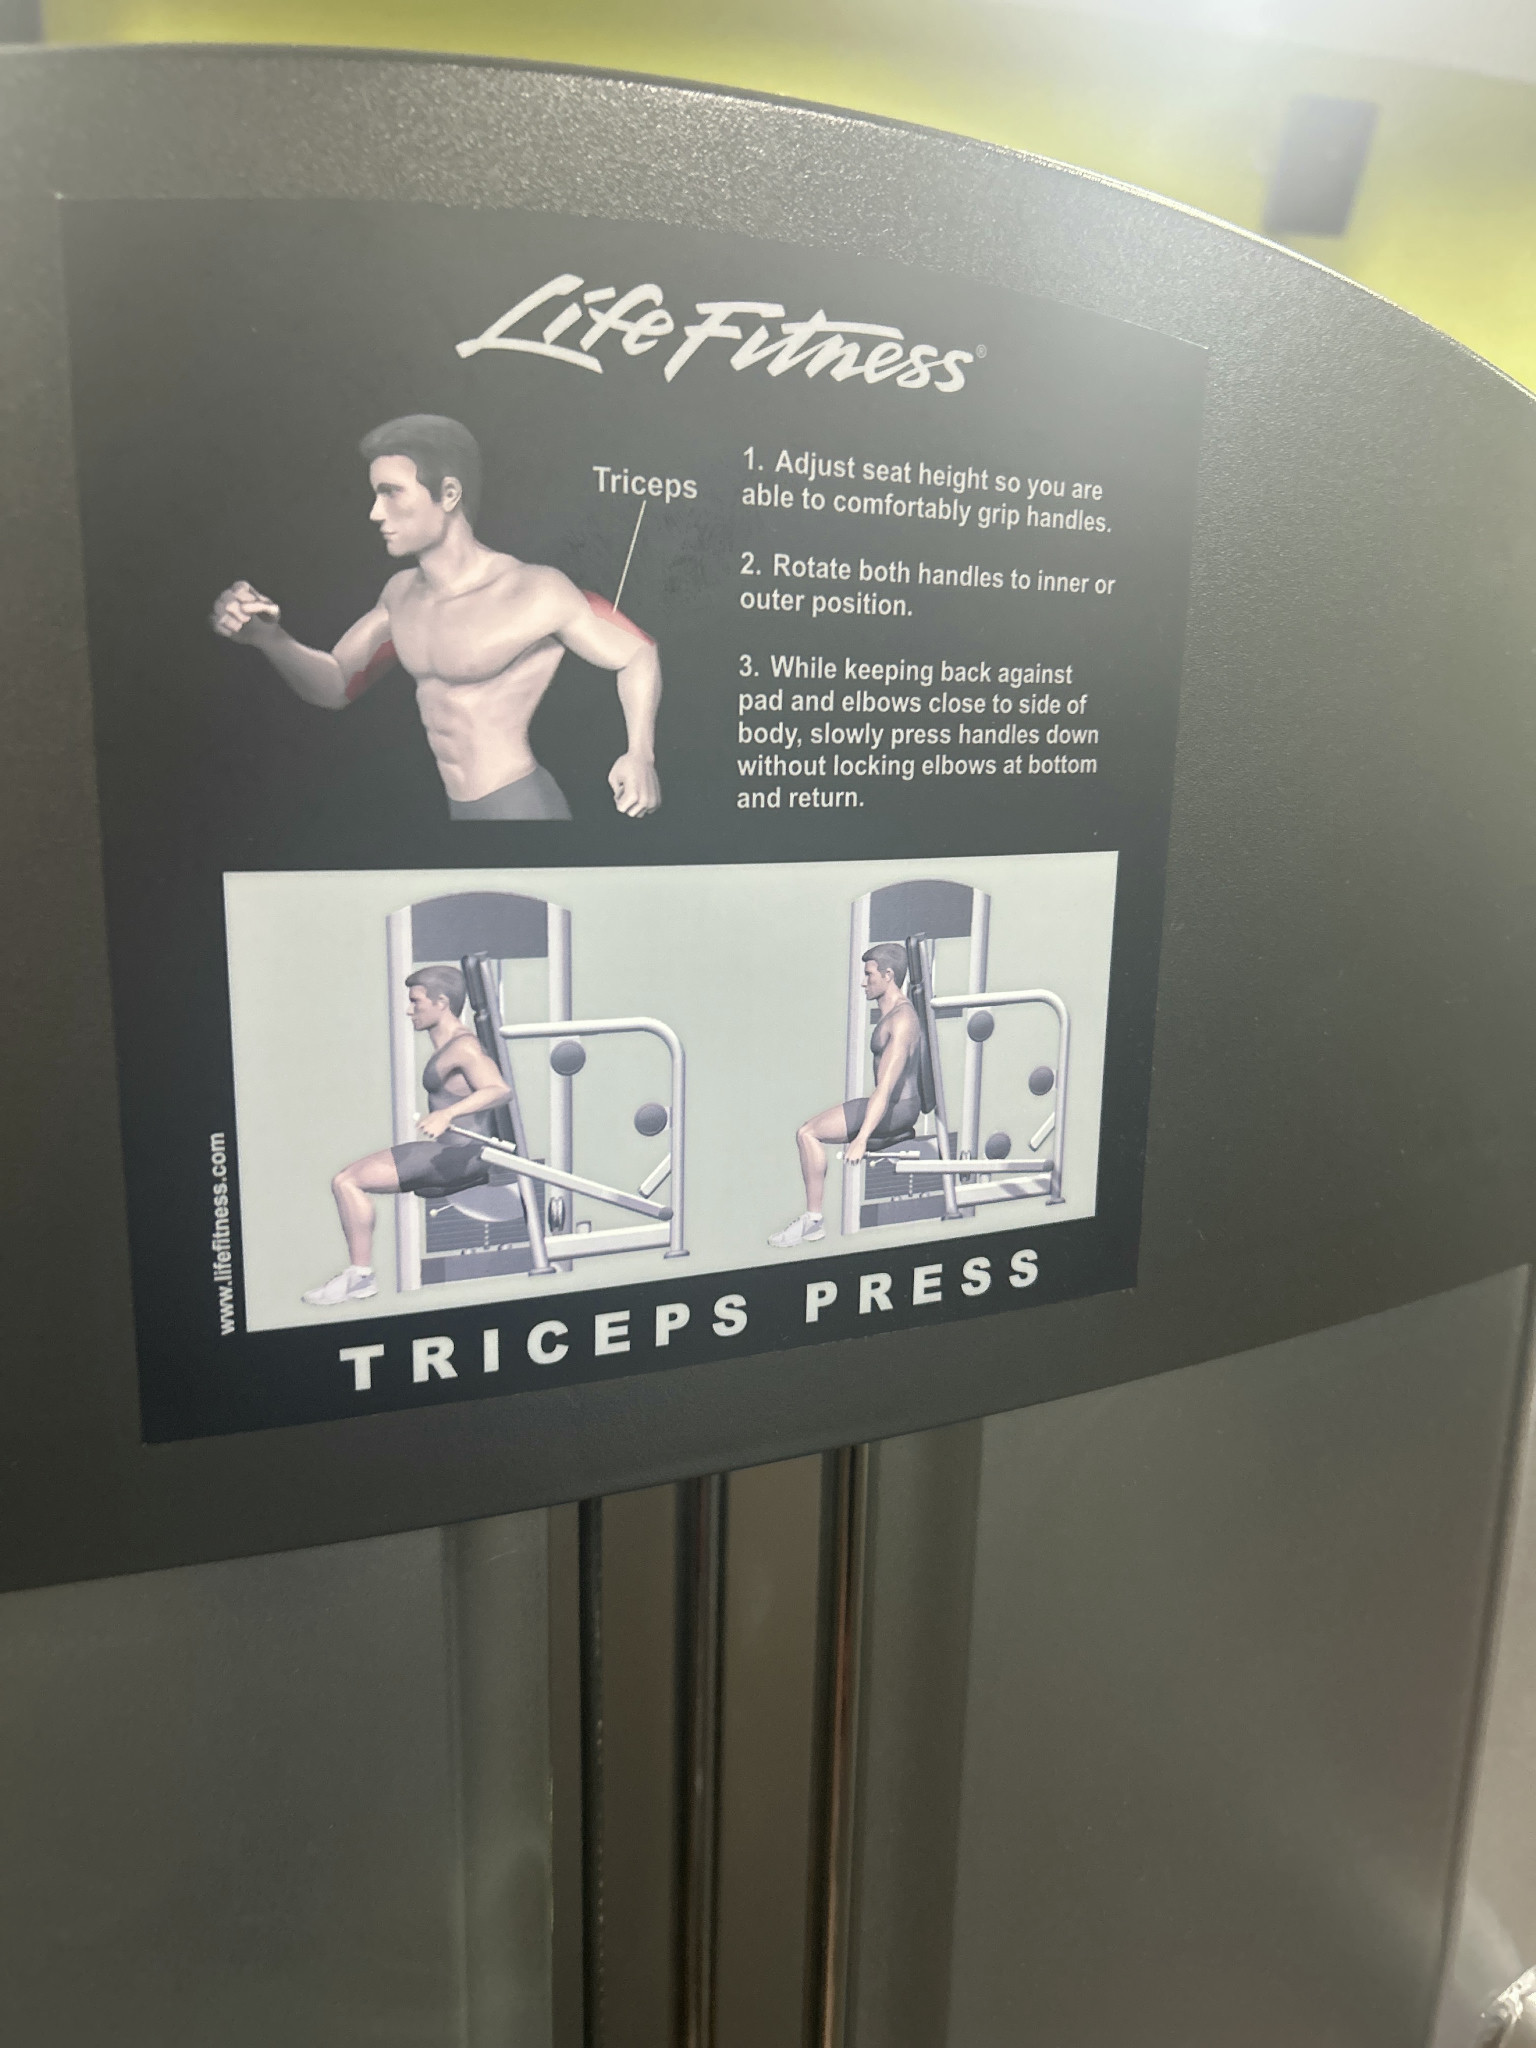 Life Fitness®
Triceps
1. Adjust seat height so you are
able to comfortably grip handles.
2. Rotate both handles to inner or
outer position.
3. While keeping back against
pad and elbows close to side of
body, slowly press handles down
without locking elbows at bottom
and return.
www.lifefitness.com
TRICEPS PRESS